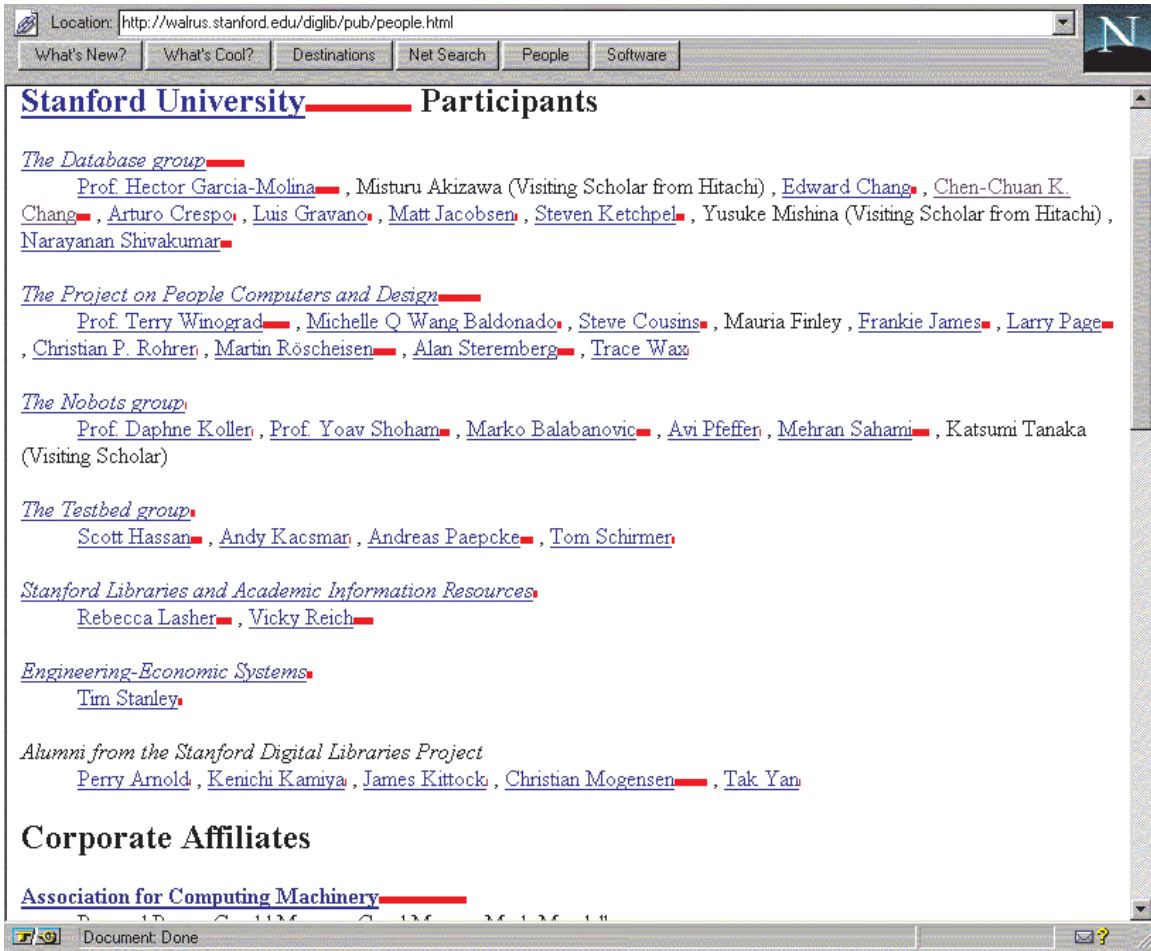 Location: http://walrus.stanford.edu/diglib/pub/people.html
N
What's New? What's Cool? Destinations Net Search People Software
Stanford University Participants
The Database group
Prof. Hector Garcia-Molina , Misturu Akizawa (Visiting Scholar from Hitachi) , Edward Chang , Chen-Chuan K.
Chang , Arturo Crespo , Luis Gravano , Matt Jacobsen , Steven Ketchpel , Yusuke Mishina (Visiting Scholar from Hitachi) ,
Narayanan Shivakumar
The Project on People Computers and Design
Prof. Terry Winograd , Michelle Q Wang Baldonado , Steve Cousins , Mauria Finley , Frankie James , Larry Page
, Christian P. Rohrer , Martin Röscheisen , Alan Steremberg , Trace Wax
The Nobots group
Prof. Daphne Koller , Prof. Yoav Shoham , Marko Balabanovic , Avi Pfeffer , Mehran Sahami , Katsumi Tanaka
(Visiting Scholar)
The Testbed group
Scott Hassan , Andy Kacsmar , Andreas Paepcke , Tom Schirmer
Stanford Libraries and Academic Information Resources
Rebecca Lasher , Vicky Reich
Engineering-Economic Systems
Tim Stanley
Alumni from the Stanford Digital Libraries Project
Perry Arnold , Kenichi Kamiya , James Kittock , Christian Mogensen , Tak Yan
Corporate Affiliates
Association for Computing Machinery
Document: Done